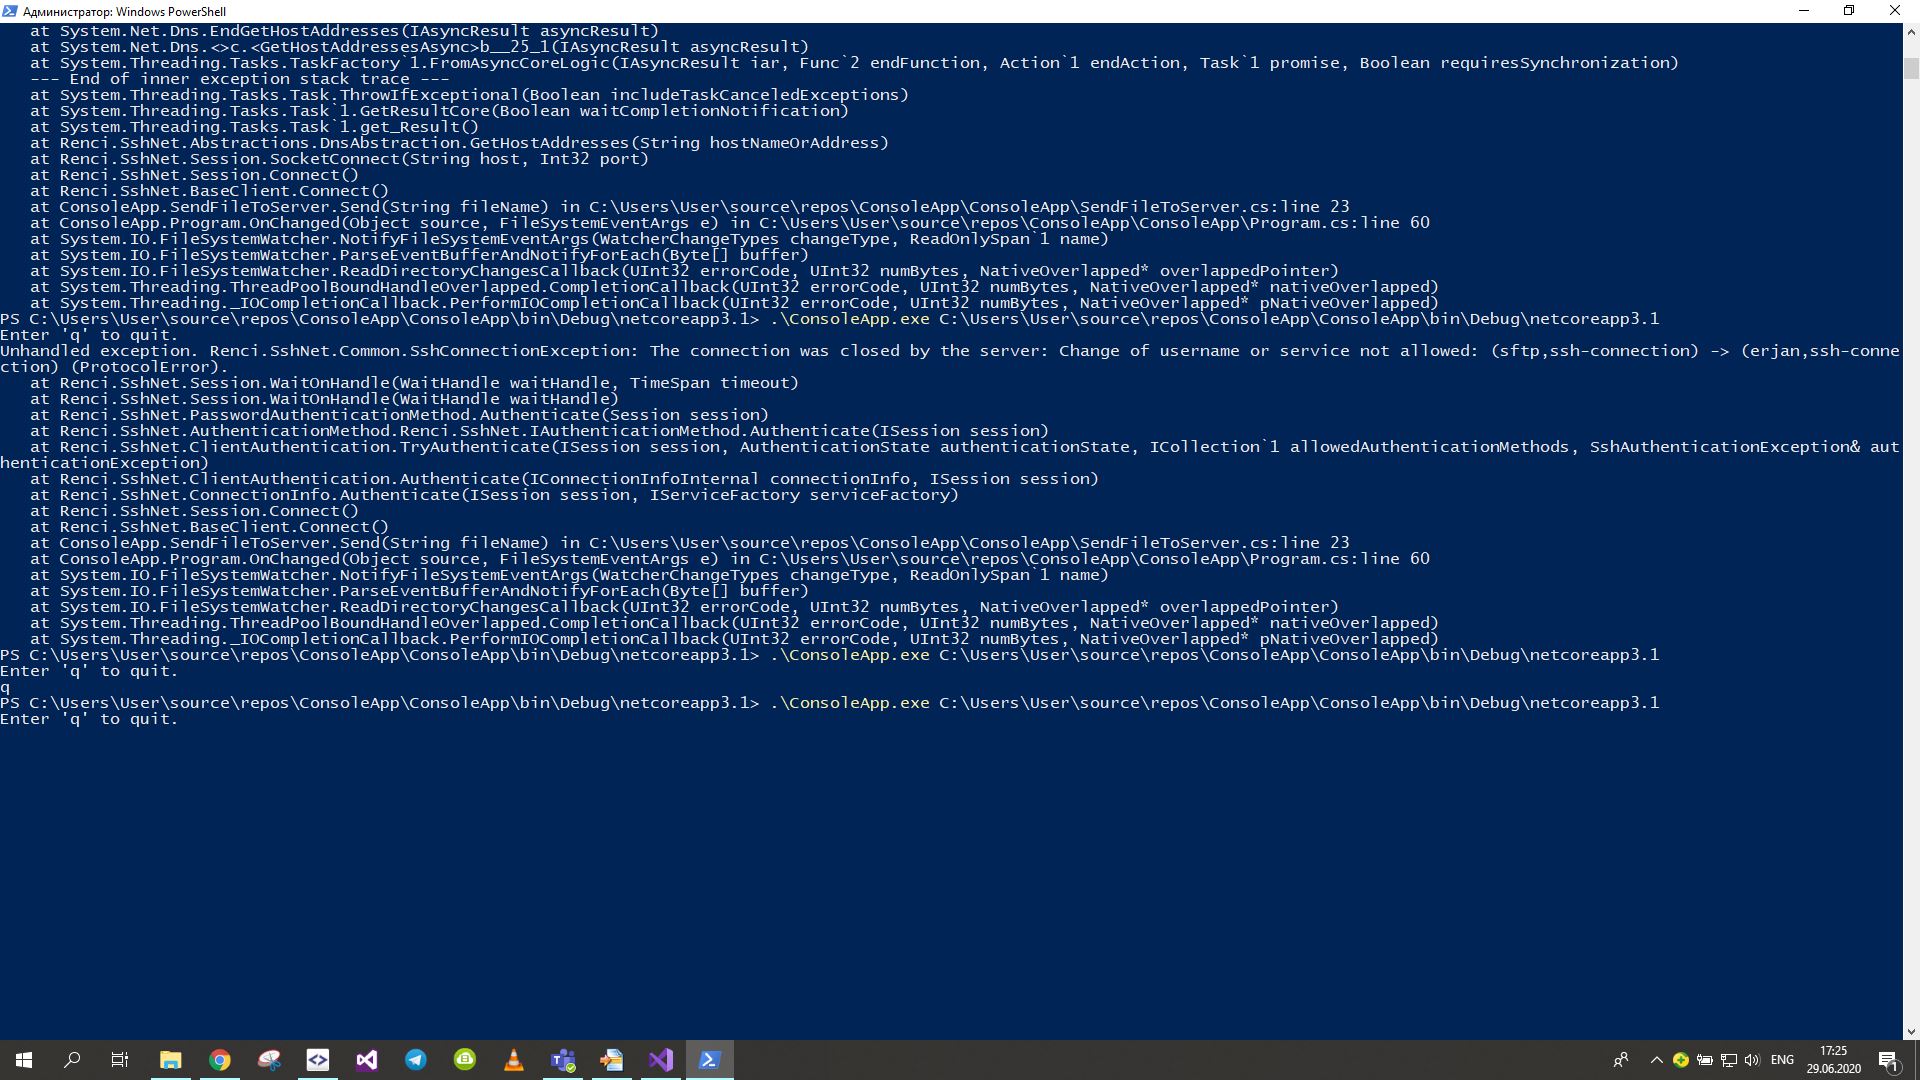 Администратор: Windows PowerShell
   at System.Net.Dns.EndGetHostAddresses(IAsyncResult asyncResult)
   at System.Net.Dns.<>c.<GetHostAddressesAsync>b__25_1(IAsyncResult asyncResult)
   at System.Threading.Tasks.TaskFactory`1.FromAsyncCoreLogic(IAsyncResult iar, Func`2 endFunction, Action`1 endAction, Task`1 promise, Boolean requiresSynchronization)
   --- End of inner exception stack trace ---
   at System.Threading.Tasks.Task.ThrowIfExceptional(Boolean includeTaskCanceledExceptions)
   at System.Threading.Tasks.Task`1.GetResultCore(Boolean waitCompletionNotification)
   at System.Threading.Tasks.Task`1.get_Result()
   at Renci.SshNet.Abstractions.DnsAbstraction.GetHostAddresses(String hostNameOrAddress)
   at Renci.SshNet.Session.SocketConnect(String host, Int32 port)
   at Renci.SshNet.Session.Connect()
   at Renci.SshNet.BaseClient.Connect()
   at ConsoleApp.SendFileToServer.Send(String fileName) in C:\Users\User\source\repos\ConsoleApp\ConsoleApp\SendFileToServer.cs:line 23
   at ConsoleApp.Program.OnChanged(Object source, FileSystemEventArgs e) in C:\Users\User\source\repos\ConsoleApp\ConsoleApp\Program.cs:line 60
   at System.IO.FileSystemWatcher.NotifyFileSystemEventArgs(WatcherChangeTypes changeType, ReadOnlySpan`1 name)
   at System.IO.FileSystemWatcher.ParseEventBufferAndNotifyForEach(Byte[] buffer)
   at System.IO.FileSystemWatcher.ReadDirectoryChangesCallback(UInt32 errorCode, UInt32 numBytes, NativeOverlapped* overlappedPointer)
   at System.Threading.ThreadPoolBoundHandleOverlapped.CompletionCallback(UInt32 errorCode, UInt32 numBytes, NativeOverlapped* nativeOverlapped)
   at System.Threading._IOCompletionCallback.PerformIOCompletionCallback(UInt32 errorCode, UInt32 numBytes, NativeOverlapped* pNativeOverlapped)
PS C:\Users\User\source\repos\ConsoleApp\ConsoleApp\bin\Debug\netcoreapp3.1> .\ConsoleApp.exe C:\Users\User\source\repos\ConsoleApp\ConsoleApp\bin\Debug\netcoreapp3.1
Enter 'q' to quit.
Unhandled exception. Renci.SshNet.Common.SshConnectionException: The connection was closed by the server: Change of username or service not allowed: (sftp,ssh-connection) -> (erjan,ssh-conne
ction) (ProtocolError).
   at Renci.SshNet.Session.WaitOnHandle(WaitHandle waitHandle, TimeSpan timeout)
   at Renci.SshNet.Session.WaitOnHandle(WaitHandle waitHandle)
   at Renci.SshNet.PasswordAuthenticationMethod.Authenticate(Session session)
   at Renci.SshNet.AuthenticationMethod.Renci.SshNet.IAuthenticationMethod.Authenticate(ISession session)
   at Renci.SshNet.ClientAuthentication.TryAuthenticate(ISession session, AuthenticationState authenticationState, ICollection`1 allowedAuthenticationMethods, SshAuthenticationException& aut
henticationException)
   at Renci.SshNet.ClientAuthentication.Authenticate(IConnectionInfoInternal connectionInfo, ISession session)
   at Renci.SshNet.ConnectionInfo.Authenticate(ISession session, IServiceFactory serviceFactory)
   at Renci.SshNet.Session.Connect()
   at Renci.SshNet.BaseClient.Connect()
   at ConsoleApp.SendFileToServer.Send(String fileName) in C:\Users\User\source\repos\ConsoleApp\ConsoleApp\SendFileToServer.cs:line 23
   at ConsoleApp.Program.OnChanged(Object source, FileSystemEventArgs e) in C:\Users\User\source\repos\ConsoleApp\ConsoleApp\Program.cs:line 60
   at System.IO.FileSystemWatcher.NotifyFileSystemEventArgs(WatcherChangeTypes changeType, ReadOnlySpan`1 name)
   at System.IO.FileSystemWatcher.ParseEventBufferAndNotifyForEach(Byte[] buffer)
   at System.IO.FileSystemWatcher.ReadDirectoryChangesCallback(UInt32 errorCode, UInt32 numBytes, NativeOverlapped* overlappedPointer)
   at System.Threading.ThreadPoolBoundHandleOverlapped.CompletionCallback(UInt32 errorCode, UInt32 numBytes, NativeOverlapped* nativeOverlapped)
   at System.Threading._IOCompletionCallback.PerformIOCompletionCallback(UInt32 errorCode, UInt32 numBytes, NativeOverlapped* pNativeOverlapped)
PS C:\Users\User\source\repos\ConsoleApp\ConsoleApp\bin\Debug\netcoreapp3.1> .\ConsoleApp.exe C:\Users\User\source\repos\ConsoleApp\ConsoleApp\bin\Debug\netcoreapp3.1
Enter 'q' to quit.
q
PS C:\Users\User\source\repos\ConsoleApp\ConsoleApp\bin\Debug\netcoreapp3.1> .\ConsoleApp.exe C:\Users\User\source\repos\ConsoleApp\ConsoleApp\bin\Debug\netcoreapp3.1
Enter 'q' to quit.
ENG
17:25
29.06.2020
1